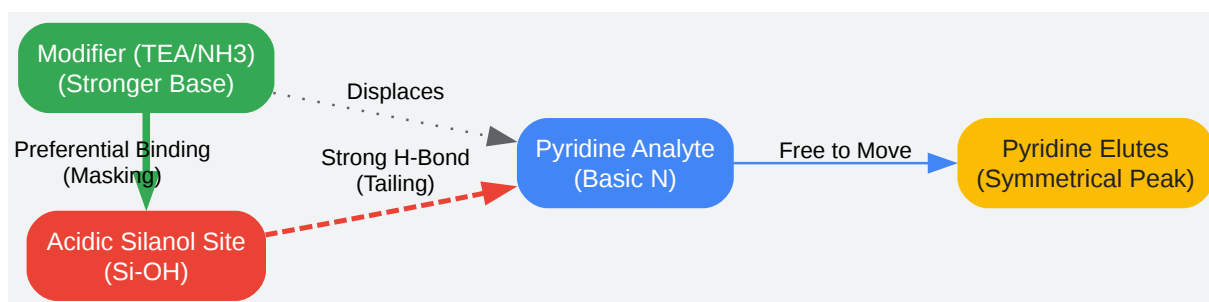 Modifier (TEA/NH3)
(Stronger Base)
Displaces
Preferential Binding
(Masking)
Strong H-Bond
(Tailing)
Pyridine Analyte
(Basic N)
Free to Move
Pyridine Elutes
(Symmetrical Peak)
Acidic Silanol Site
(Si-OH)